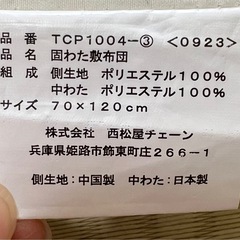 品番 TCP1004-③ <0923>
品名 固わた敷布団
組成 側生地 ポリエステル100%
中わた ポリエステル100%
サイズ 70×120cm
株式会社 西松屋チェーン
兵庫県姫路市飾東町庄266-1
側生地:中国製 中わた:日本製